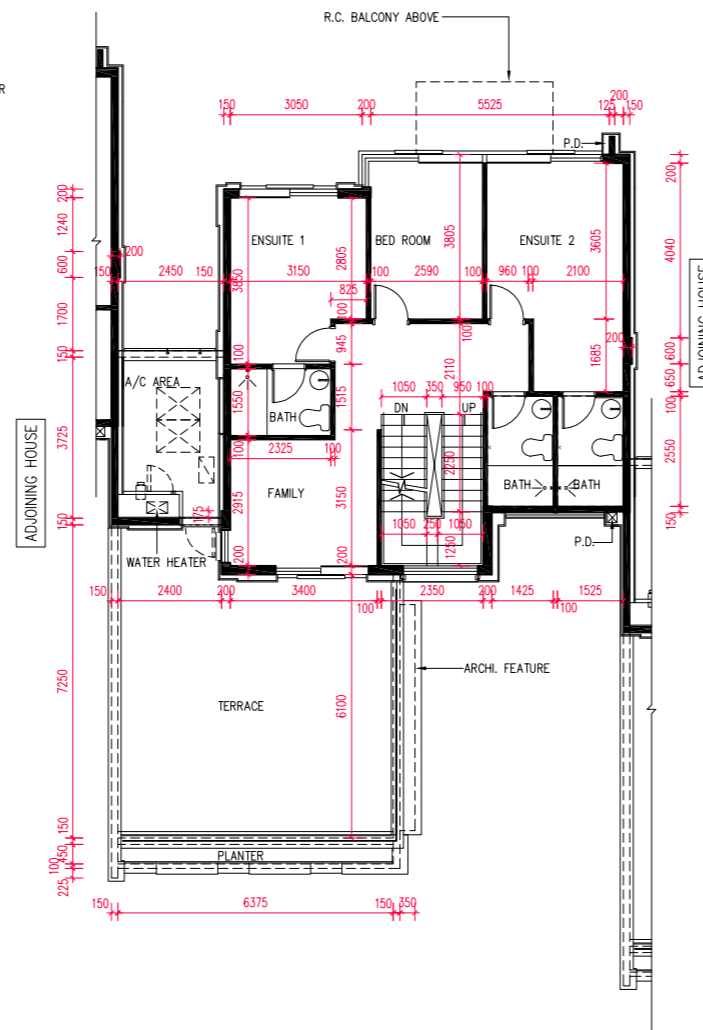 R.C. BALCONY ABOVE
R
200
150 3050 200 5525 125 150
P.D.
200
1240
600
1700
150
3725
150
7250
150
450
100
225
ENSUITE 1
BED ROOM
ENSUITE 2
2805
3805
3605
200
4040
200
150 2450 150
3850
3150
100 2590 100 960 100 2100
825
100
100
945
2110
1685
200
600
650
100
2550
150
ADJOINING HOUSE
ADJOINING HOUSE
A/C AREA
100
1550
BATH
1515
1050 350 950 100
DN
UP
100
2325 100
2250
FAMILY
2915
3150
BATH
BATH
175
1050 250 1050
1250
200
200
WATER HEATER
P.D.
150 2400 200 3400 100 2350 200 1425 100 1525
ARCHI. FEATURE
TERRACE
6100
PLANTER
150 6375 150 350